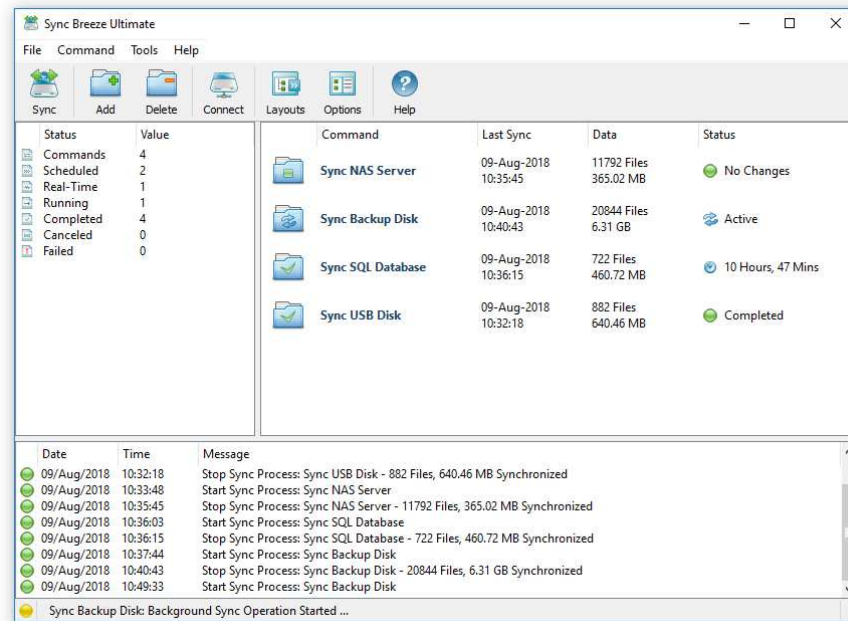 Sync Breeze Ultimate
File Command Tools Help
Sync Add Delete Connect Layouts Options Help
Status Value
Commands 4
Scheduled 2
Real-Time 1
Running 1
Completed 4
Canceled 0
Failed 0
Command Last Sync Data Status
Sync NAS Server 09-Aug-2018 10:35:45 11792 Files 365.02 MB No Changes
Sync Backup Disk 09-Aug-2018 10:40:43 20844 Files 6.31 GB Active
Sync SQL Database 09-Aug-2018 10:36:15 722 Files 460.72 MB 10 Hours, 47 Mins
Sync USB Disk 09-Aug-2018 10:32:18 882 Files 640.46 MB Completed
Date Time Message
09/Aug/2018 10:32:18 Stop Sync Process: Sync USB Disk - 882 Files, 640.46 MB Synchronized
09/Aug/2018 10:33:48 Start Sync Process: Sync NAS Server
09/Aug/2018 10:35:45 Stop Sync Process: Sync NAS Server - 11792 Files, 365.02 MB Synchronized
09/Aug/2018 10:36:03 Start Sync Process: Sync SQL Database
09/Aug/2018 10:36:15 Stop Sync Process: Sync SQL Database - 722 Files, 460.72 MB Synchronized
09/Aug/2018 10:37:44 Start Sync Process: Sync Backup Disk
09/Aug/2018 10:40:43 Stop Sync Process: Sync Backup Disk - 20844 Files, 6.31 GB Synchronized
09/Aug/2018 10:49:33 Start Sync Process: Sync Backup Disk
Sync Backup Disk: Background Sync Operation Started ...